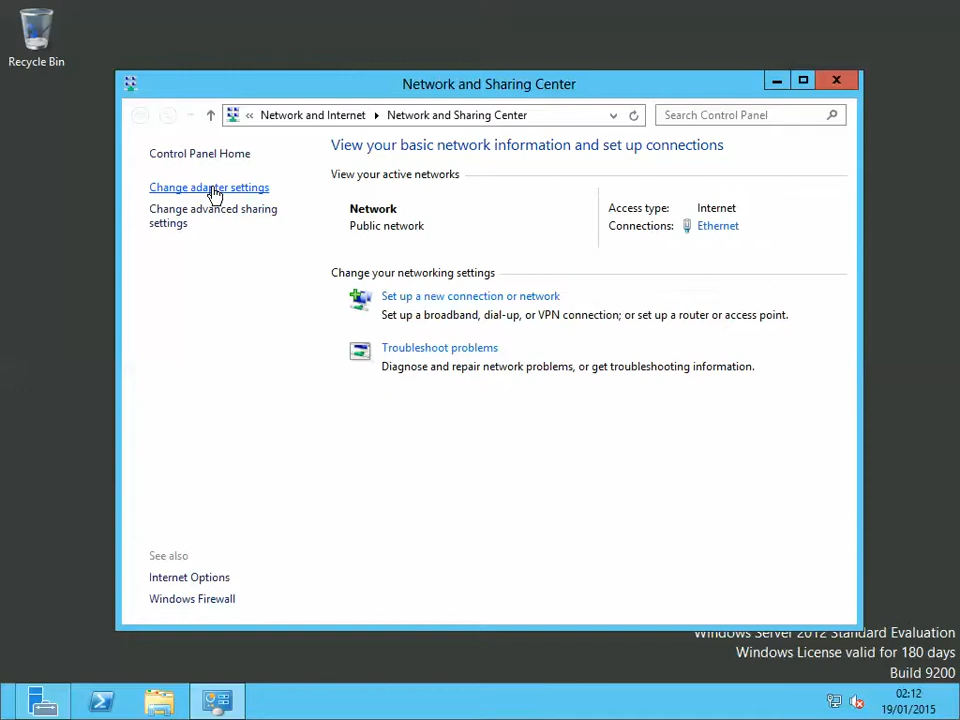 Recycle Bin
Network and Sharing Center
« Network and Internet Network and Sharing Center
Search Control Panel
Control Panel Home
Change adapter settings
Change advanced sharing
settings
View your basic network information and set up connections
View your active networks
Network
Public network
Access type: Internet
Connections: Ethernet
Change your networking settings
Set up a new connection or network
Set up a broadband, dial-up, or VPN connection; or set up a router or access point.
Troubleshoot problems
Diagnose and repair network problems, or get troubleshooting information.
See also
Internet Options
Windows Firewall
Windows Server 2012 Standard Evaluation
Windows License valid for 180 days
Build 9200
02:12
19/01/2015